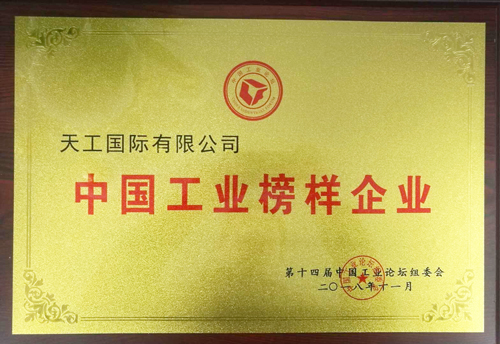 天工国际有限公司
中国工业榜样企业
第十四届中国工业论坛组委会
二〇一八年十一月